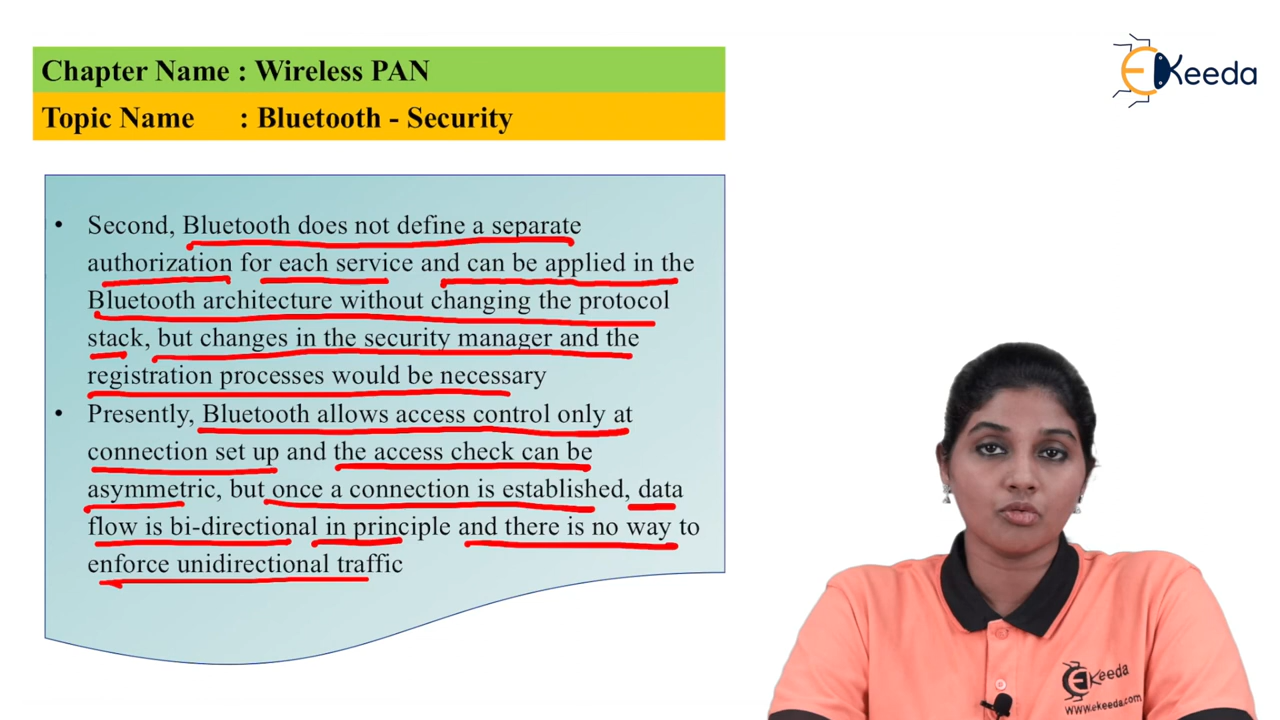 Chapter Name : Wireless PAN
Topic Name : Bluetooth - Security
EKeeda
• Second, Bluetooth does not define a separate
authorization for each service and can be applied in the
Bluetooth architecture without changing the protocol
stack, but changes in the security manager and the
registration processes would be necessary
• Presently, Bluetooth allows access control only at
connection set up and the access check can be
asymmetric, but once a connection is established, data
flow is bi-directional in principle and there is no way to
enforce unidirectional traffic
EKeeda
www.ekeeda.com